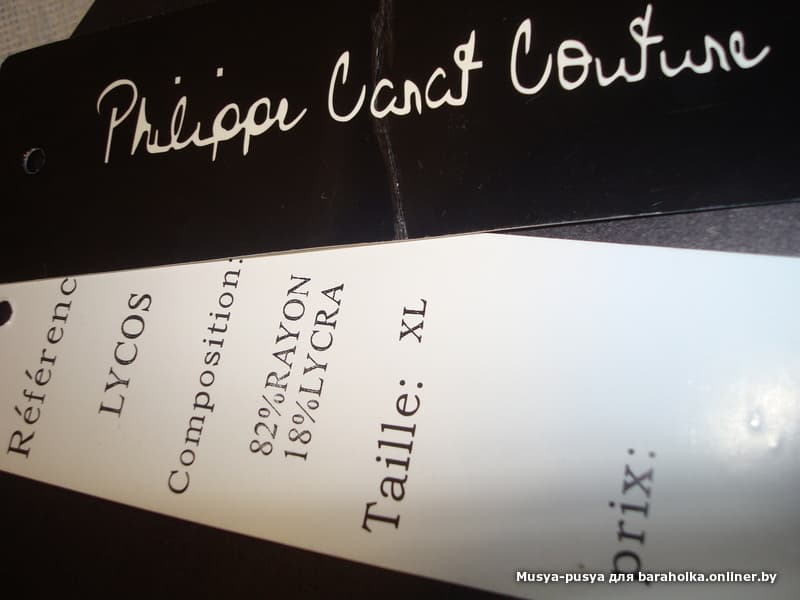 Philippe Carat Couture
Référenc
LYCOS
Composition:
82%RAYON
18%LYCRA
Taille: XL
prix:
Musya-pusya для baraholka.onliner.by